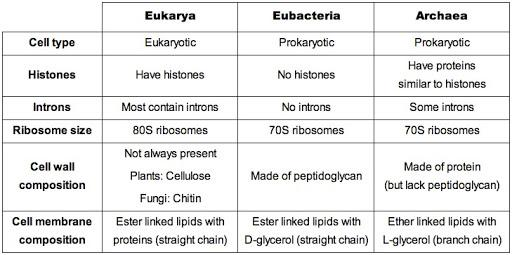 Eukarya Eubacteria Archaea
Cell type Eukaryotic Prokaryotic Prokaryotic
Histones Have histones No histones Have proteins
similar to histones
Introns Most contain introns No introns Some introns
Ribosome size 80S ribosomes 70S ribosomes 70S ribosomes
Cell wall
composition
Not always present
Plants: Cellulose
Fungi: Chitin
Made of peptidoglycan
Made of protein
(but lack peptidoglycan)
Cell membrane
composition
Ester linked lipids with
proteins (straight chain)
Ester linked lipids with
D-glycerol (straight chain)
Ether linked lipids with
L-glycerol (branch chain)